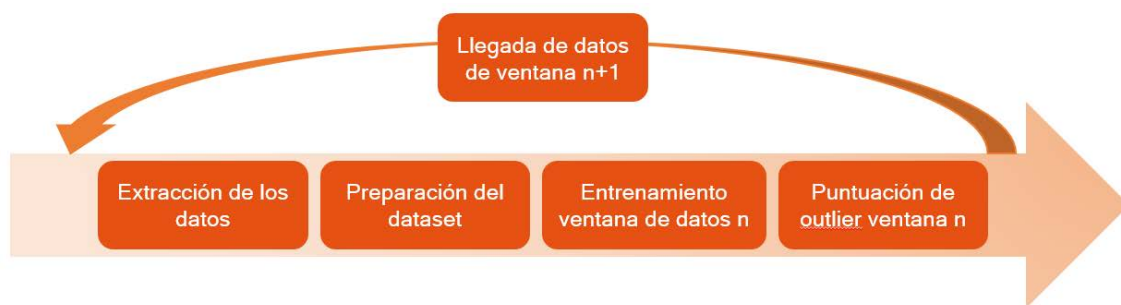 Llegada de datos
de ventana n+1
Extracción de los
datos
Preparación del
dataset
Entrenamiento
ventana de datos n
Puntuación de
outlier ventana n